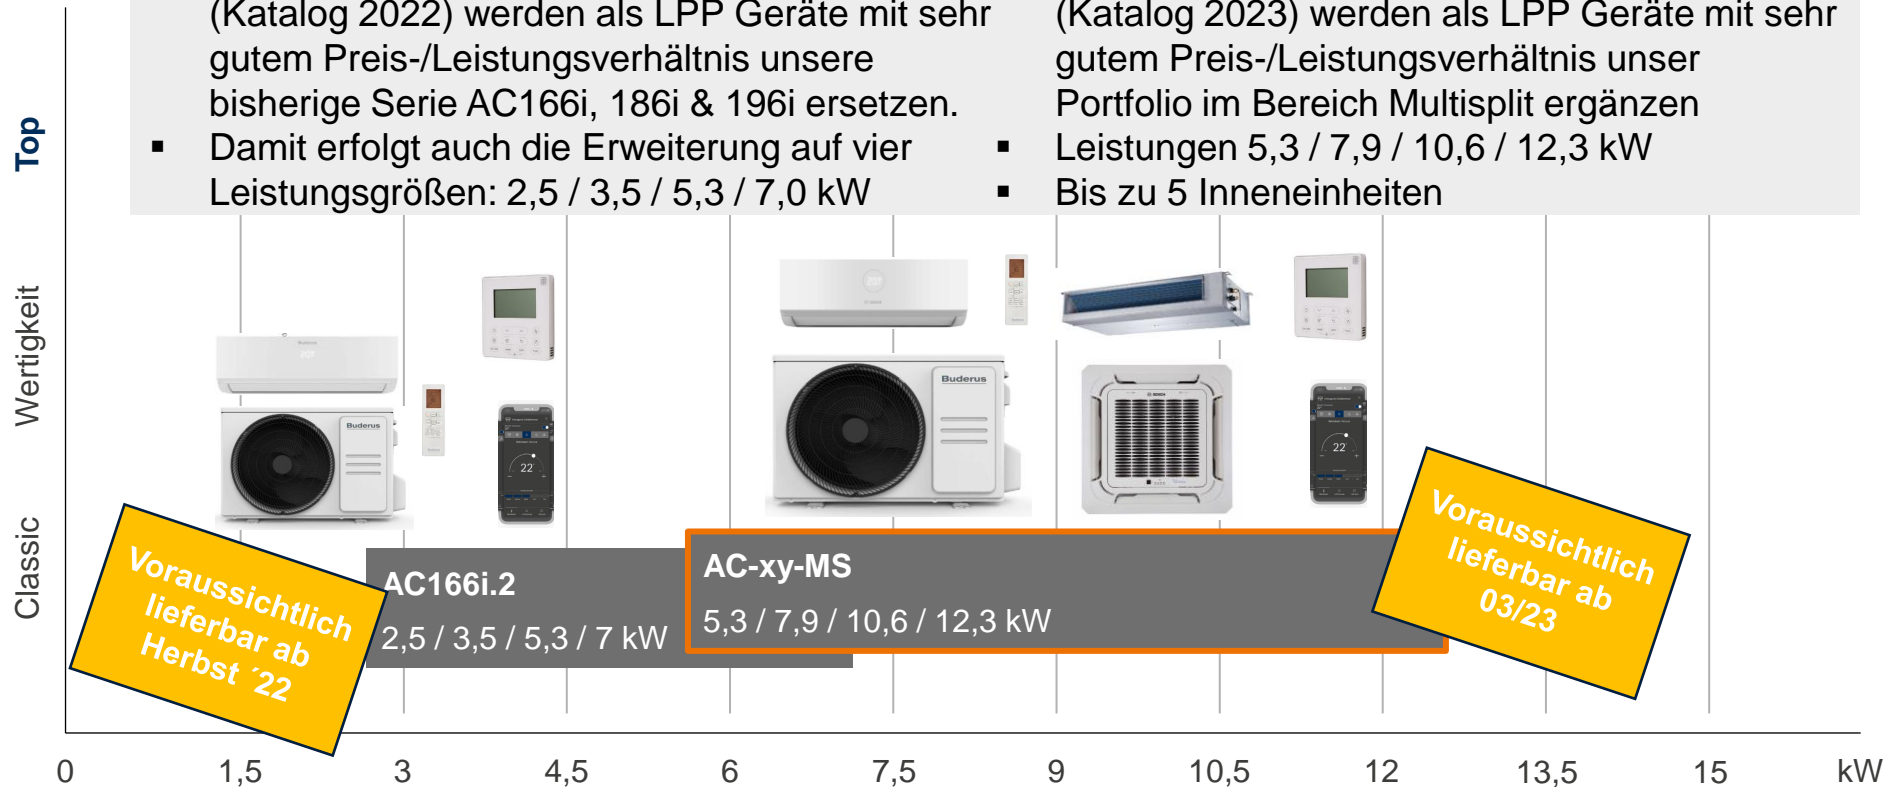 (Katalog 2022) werden als LPP Geräte mit sehr
gutem Preis-/Leistungsverhältnis unsere
bisherige Serie AC166i, 186i & 196i ersetzen.
▪ Damit erfolgt auch die Erweiterung auf vier
Leistungsgrößen: 2,5 / 3,5 / 5,3 / 7,0 kW
(Katalog 2023) werden als LPP Geräte mit sehr
gutem Preis-/Leistungsverhältnis unser
Portfolio im Bereich Multisplit ergänzen
▪ Leistungen 5,3 / 7,9 / 10,6 / 12,3 kW
▪ Bis zu 5 Inneneinheiten
Top
Wertigkeit
Classic
Buderus
22
Buderus
22
Voraussichtlich
lieferbar ab
Herbst ´22
AC166i.2
2,5 / 3,5 / 5,3 / 7 kW
AC-xy-MS
5,3 / 7,9 / 10,6 / 12,3 kW
Voraussichtlich
lieferbar ab
03/23
0 1,5 3 4,5 6 7,5 9 10,5 12 13,5 15 kW